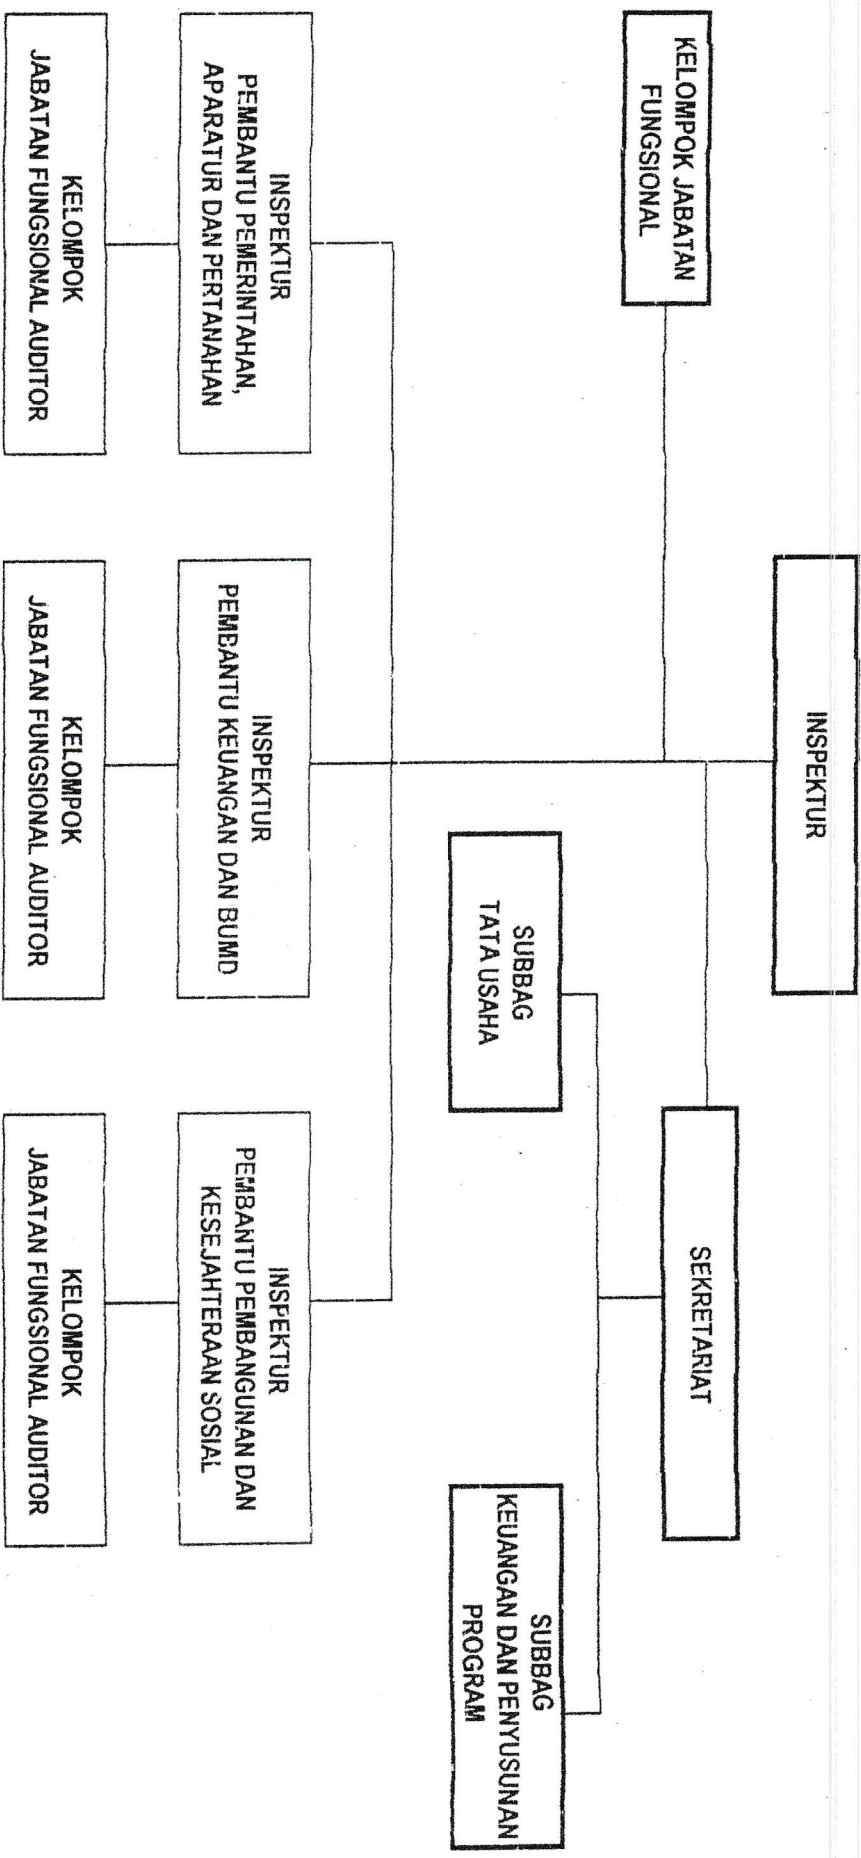 INSPEKTUR
KELOMPOK JABATAN
FUNGSIONAL
SEKRETARIAT
SUBBAG
TATA USAHA
SUBBAG
KEUANGAN DAN PENYUSUNAN
PROGRAM
INSPEKTUR
PEMBANTU PEMERINTAHAN,
APARATUR DAN PERTANAHAN
INSPEKTUR
PEMBANTU KEUANGAN DAN BUMD
INSPEKTUR
PEMBANTU PEMBANGUNAN DAN
KESEJAHTERAAN SOSIAL
KELOMPOK
JABATAN FUNGSIONAL AUDITOR
KELOMPOK
JABATAN FUNGSIONAL AUDITOR
KELOMPOK
JABATAN FUNGSIONAL AUDITOR